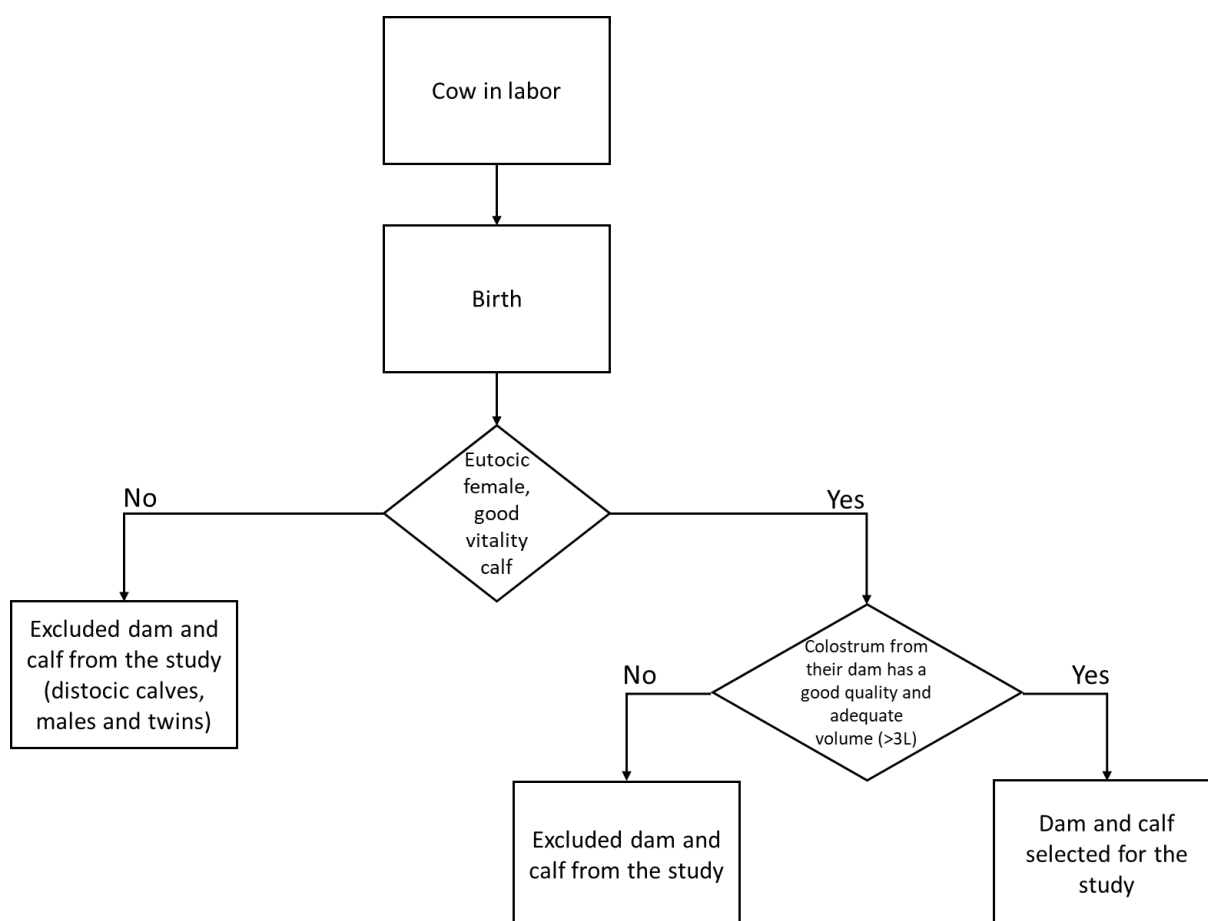 Cow in labor
Birth
Eutocic
female,
good
vitality
calf
No
Yes
Excluded dam and
calf from the study
(distocic calves,
males and twins)
Colostrum from
their dam has a
good quality and
adequate
volume (>3L)
No
Yes
Excluded dam and
calf from the study
Dam and calf
selected for the
study